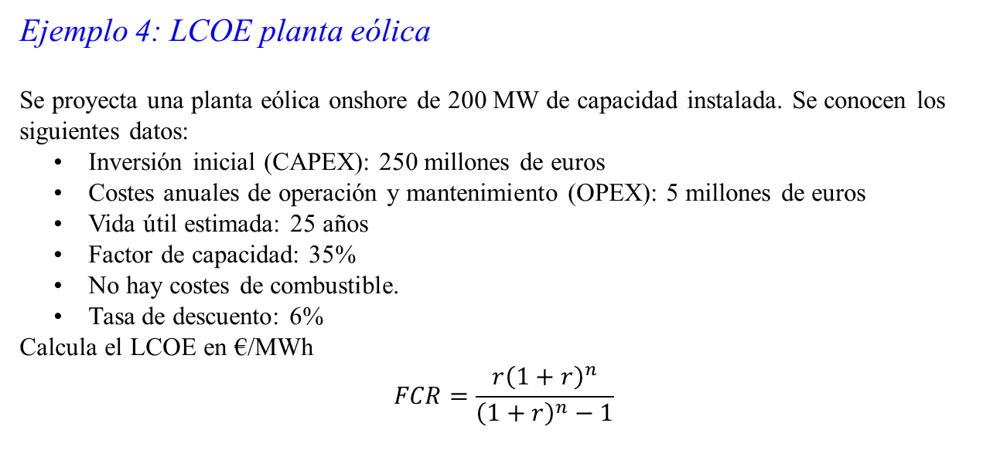 Ejemplo 4: LCOE planta eólica
Se proyecta una planta eólica onshore de 200 MW de capacidad instalada. Se conocen los
siguientes datos:
• Inversión inicial (CAPEX): 250 millones de euros
• Costes anuales de operación y mantenimiento (OPEX): 5 millones de euros
• Vida útil estimada: 25 años
• Factor de capacidad: 35%
• No hay costes de combustible.
• Tasa de descuento: 6%
Calcula el LCOE en €/MWh
FCR = r(1 + r)^n / ((1 + r)^n − 1)